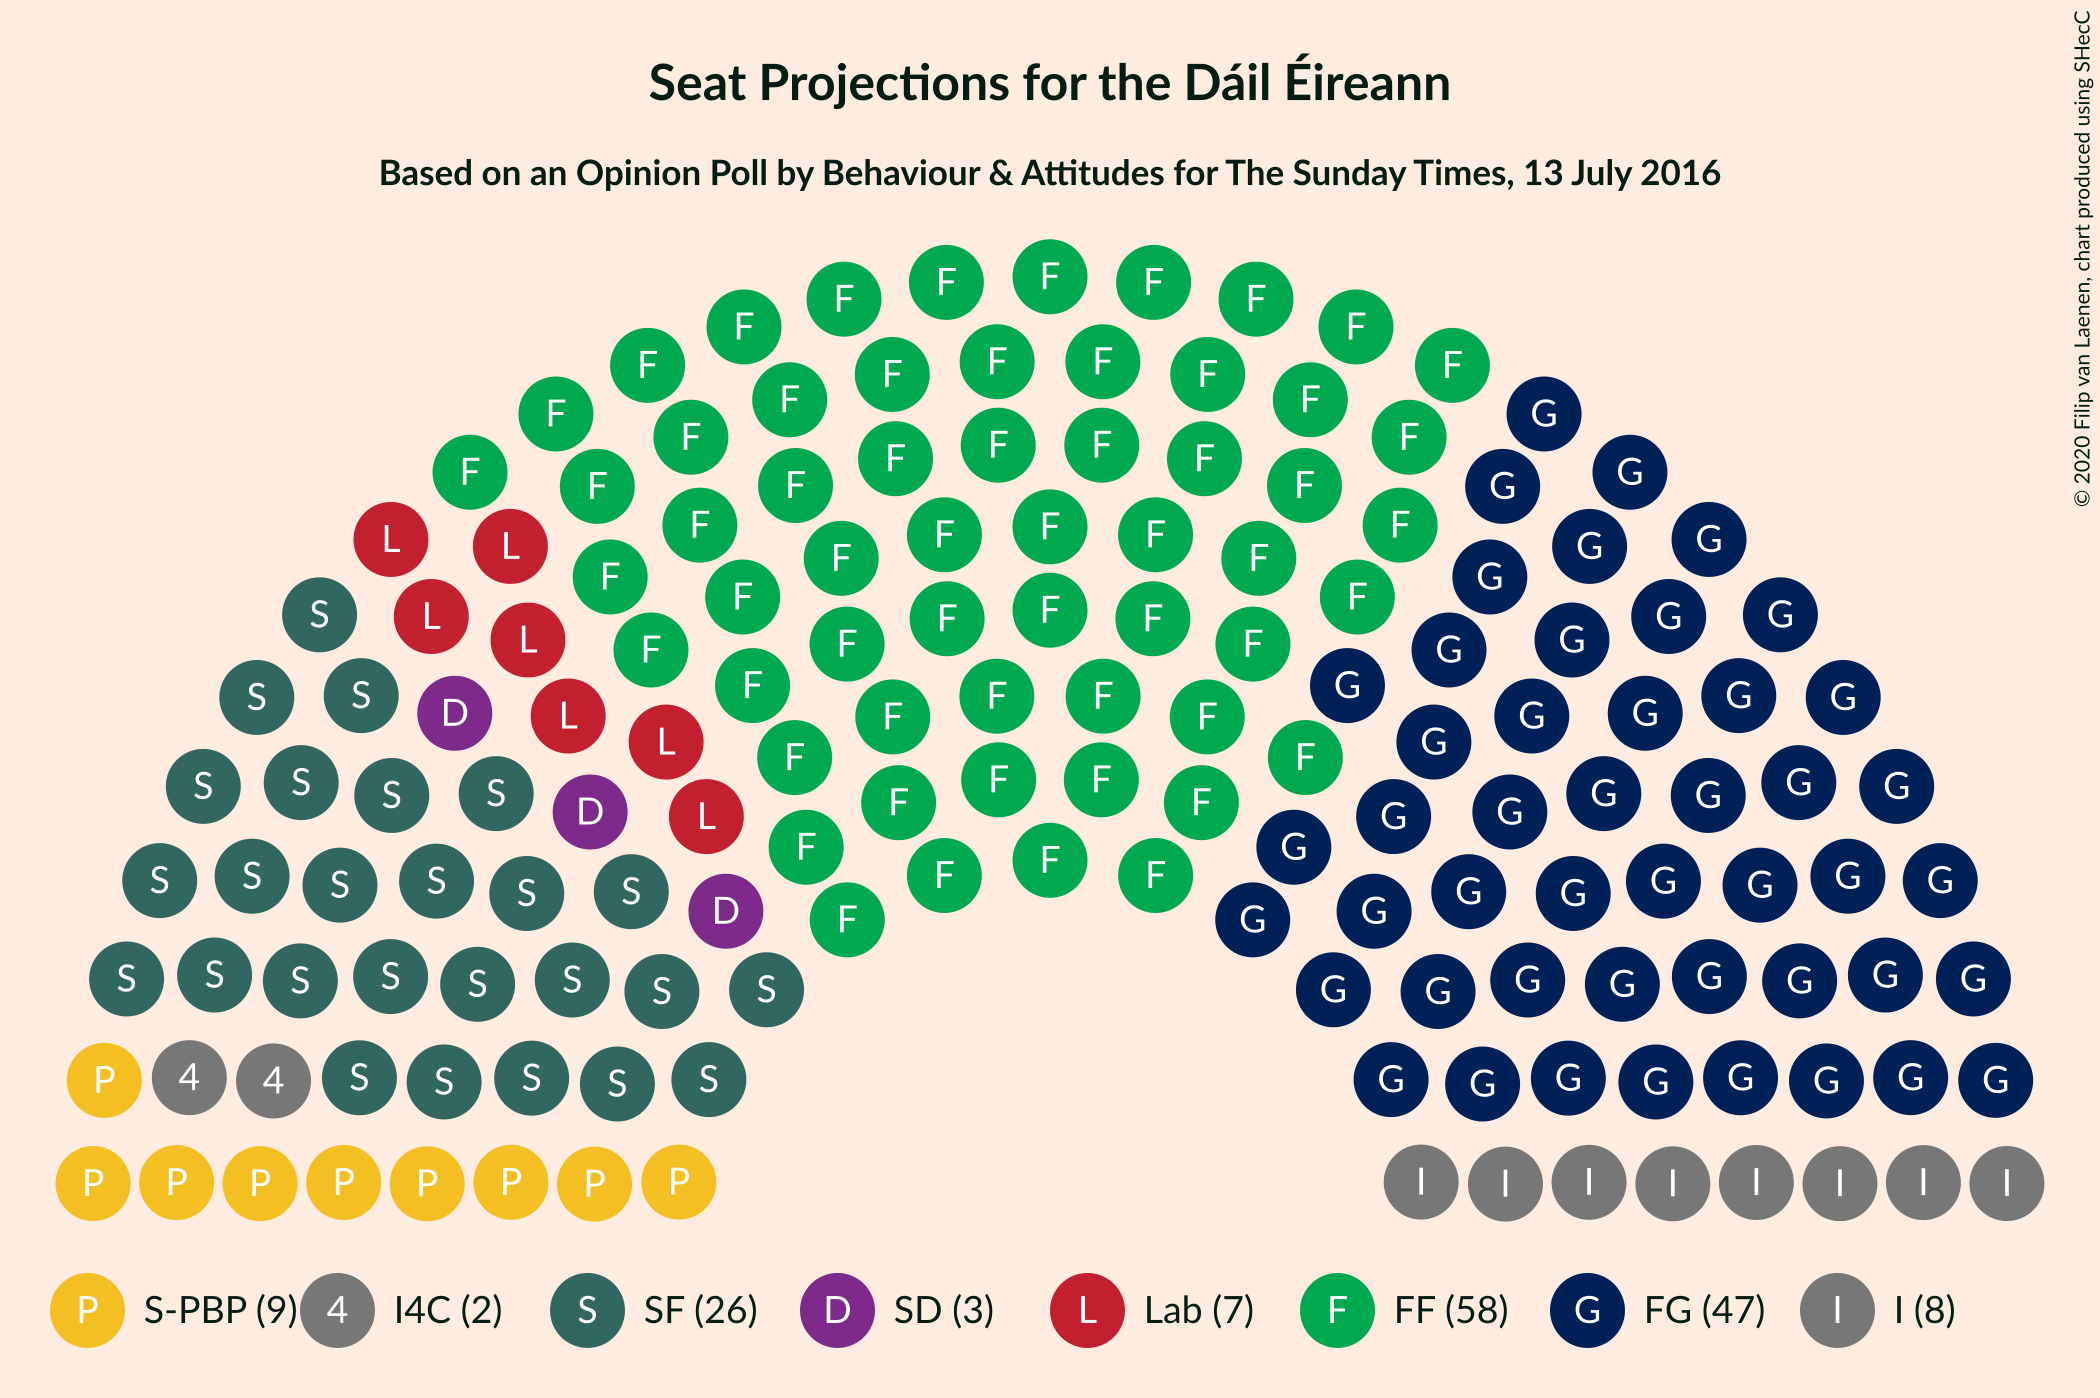 Seat Projections for the Dáil Éireann
Based on an Opinion Poll by Behaviour & Attitudes for The Sunday Times, 13 July 2016
© 2020 Filip van Laenen, chart produced using SHecC
F F F F F
F F F F
F F F F F F
F F F G
F F F F F F
F F G G
F F F F
L F F F F F G G
L F F F G G
S L F F F F F F G G
L F F F G G
S S D L F F F F G G G G
L F F F F G G G
S S S S D F F F F G G G G
L F F G G G
S S S S S S F F F G G G G G G
D F F G G
S S S S S S S S G G G G G G G G
P 4 4 S S S S S G G G G G G G G
P P P P P P P P I I I I I I I I
P S-PBP (9) 4 I4C (2) S SF (26) D SD (3) L Lab (7) F FF (58) G FG (47) I I (8)